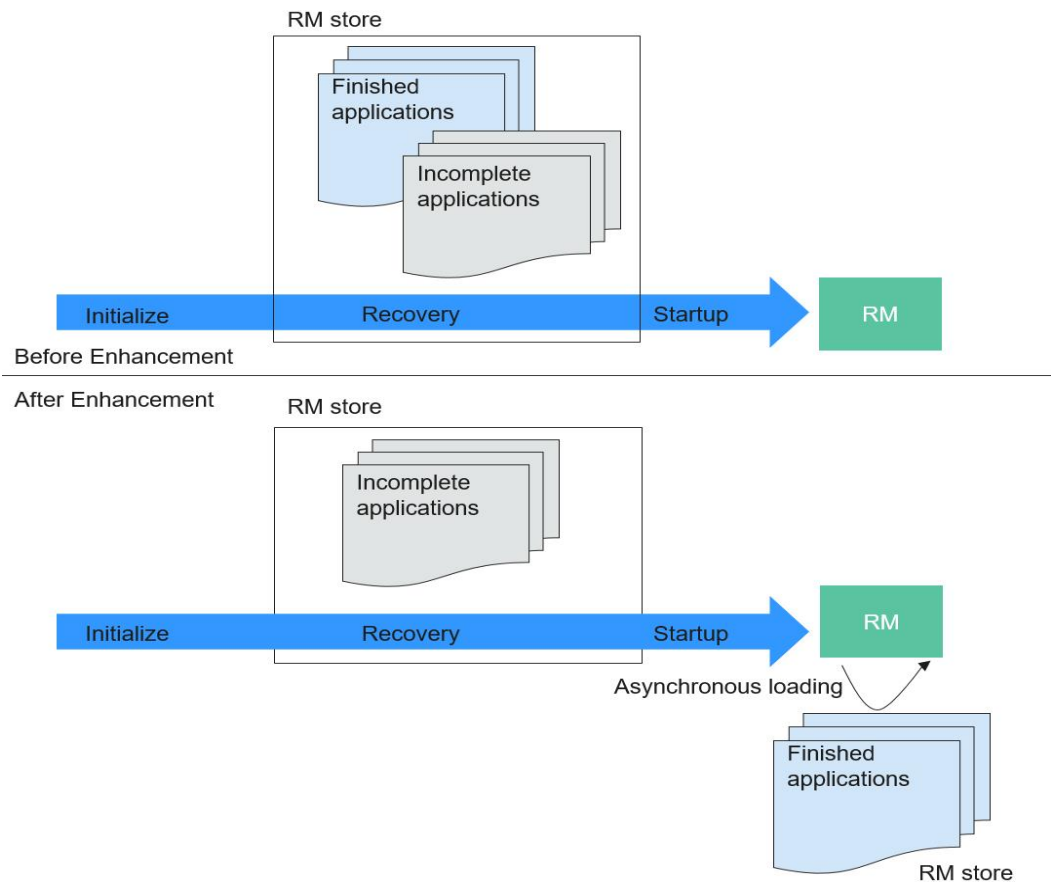 RM store
Finished
applications
Incomplete
applications
Initialize
Recovery
Startup
RM
Before Enhancement
After Enhancement
RM store
Incomplete
applications
Initialize
Recovery
Startup
RM
Asynchronous loading
Finished
applications
RM store